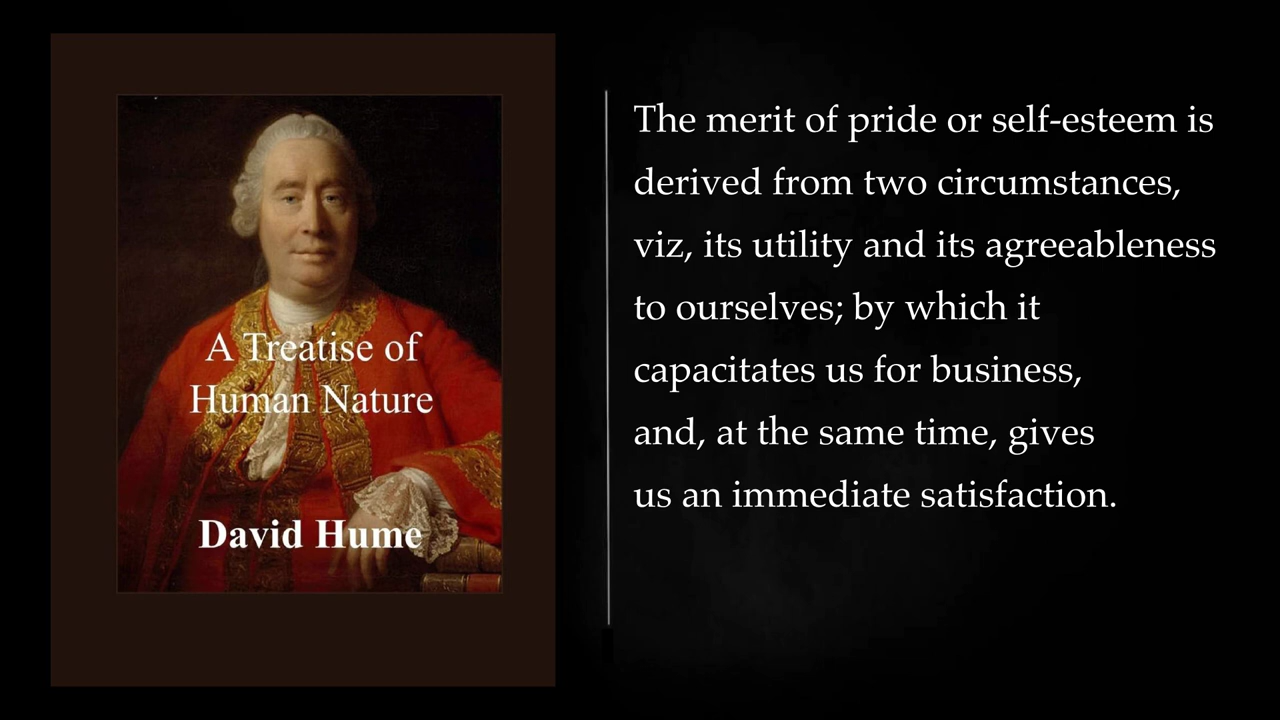 A Treatise of
Human Nature
David Hume
The merit of pride or self-esteem is
derived from two circumstances,
viz, its utility and its agreeableness
to ourselves; by which it
capacitates us for business,
and, at the same time, gives
us an immediate satisfaction.